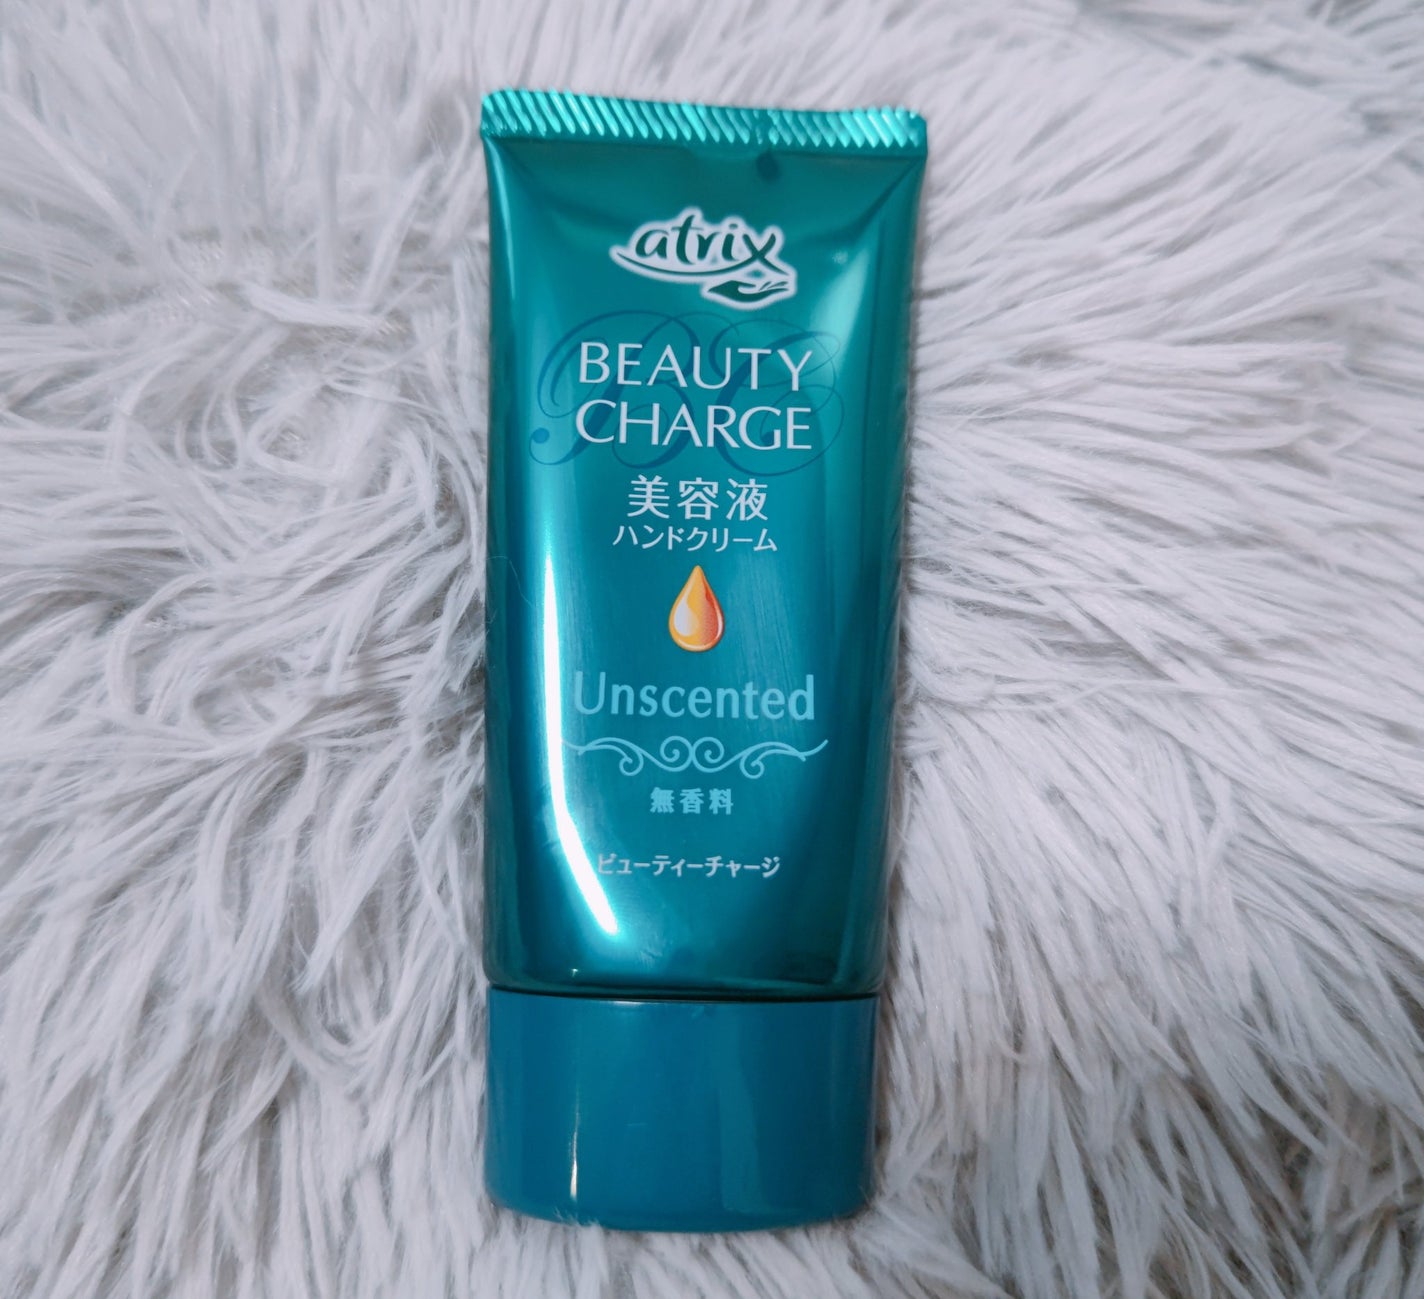 atrix
BEAUTY
CHARGE
美容液
ハンドクリーム
Unscented
無香料
ビューティーチャージ